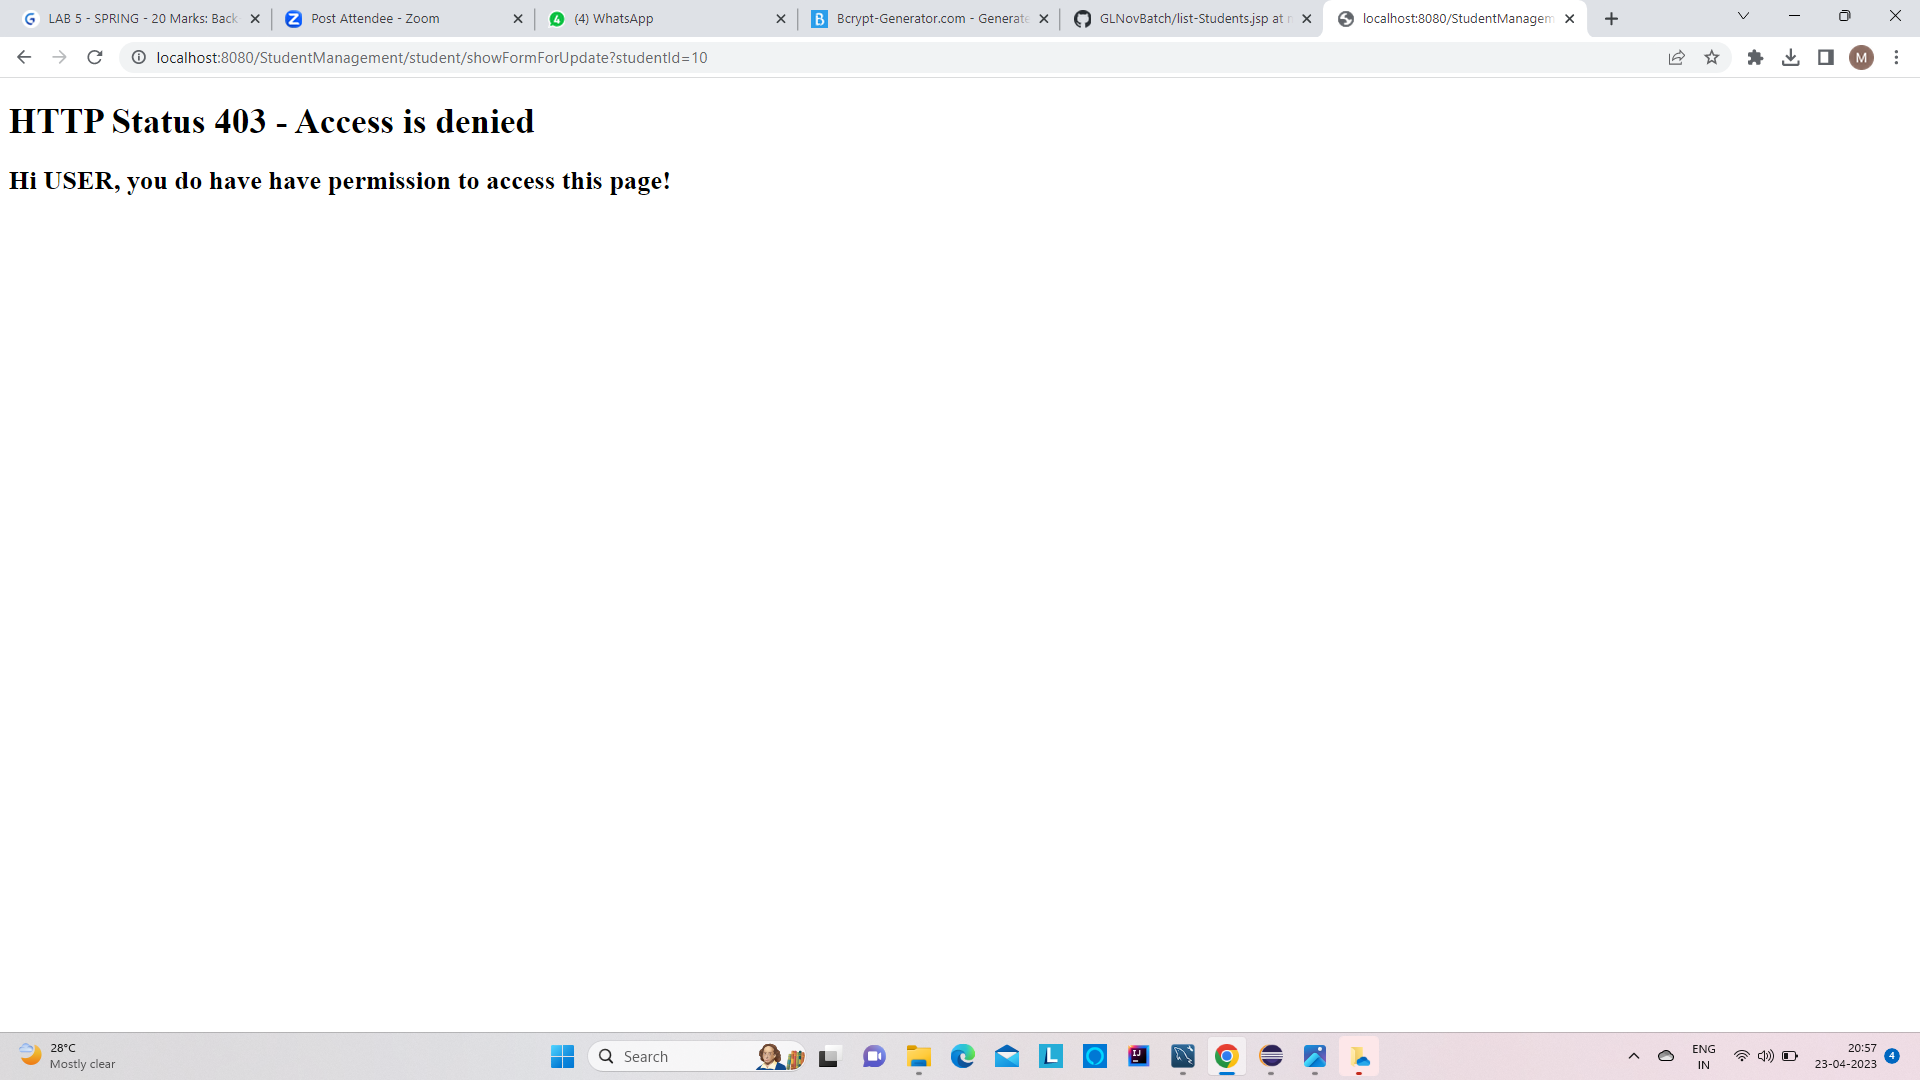 LAB 5 - SPRING - 20 Marks: Back
Post Attendee - Zoom
(4) WhatsApp
Bcrypt-Generator.com - Generate
GLNovBatch/list-Students.jsp at
localhost:8080/StudentManagem
localhost:8080/StudentManagement/student/showFormForUpdate?studentId=10
M
HTTP Status 403 - Access is denied
Hi USER, you do have have permission to access this page!
28°C
Mostly clear
Search
ENG
IN
20:57
23-04-2023
4